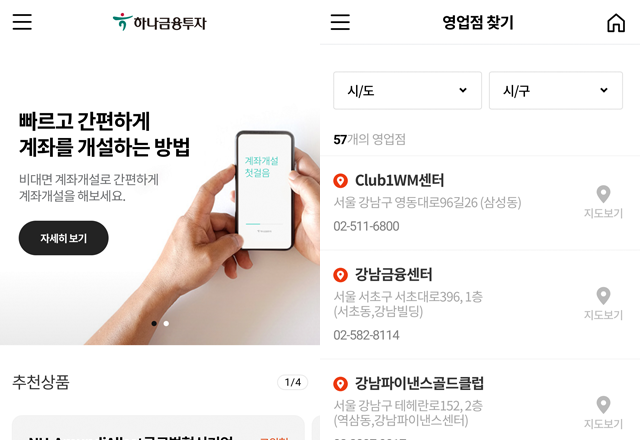 하나금융투자
빠르고 간편하게
계좌를 개설하는 방법
비대면 계좌개설로 간편하게
계좌개설을 해보세요.
자세히 보기
계좌개설
첫걸음
추천상품
1/4
영업점 찾기
시/도
시/구
57개의 영업점
Club1WM센터
서울 강남구 영동대로96길26 (삼성동)
02-511-6800
지도보기
강남금융센터
서울 서초구 서초대로396, 1층
(서초동,강남빌딩)
02-582-8114
지도보기
강남파이낸스골드클럽
서울 강남구 테헤란로152, 2층
(역삼동,강남파이낸스센터)
지도보기